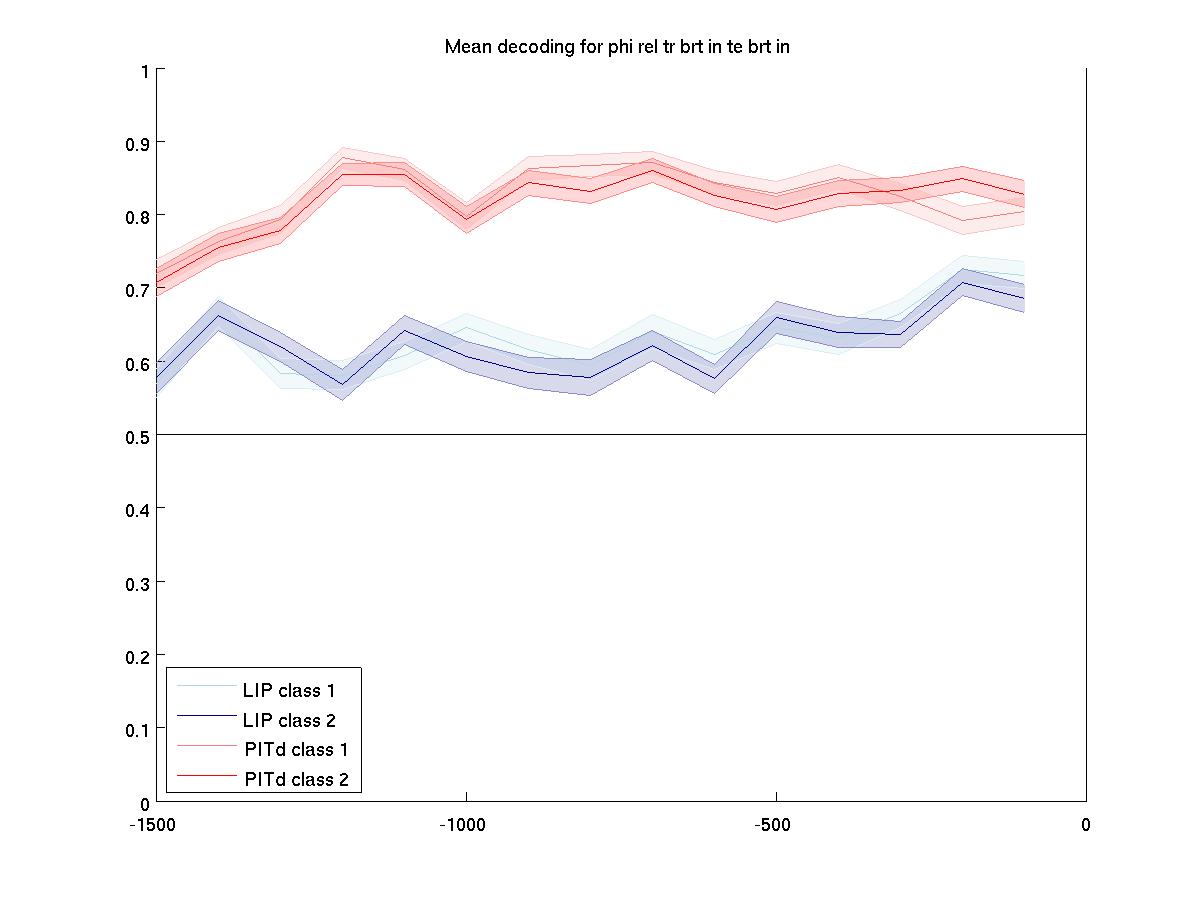 Mean decoding for phi rel tr brt in te brt in
1
0.9
0.8
0.7
0.6
0.5
0.4
0.3
0.2
0.1
0
LIP class 1
LIP class 2
PITd class 1
PITd class 2
-1500 -1000 -500 0